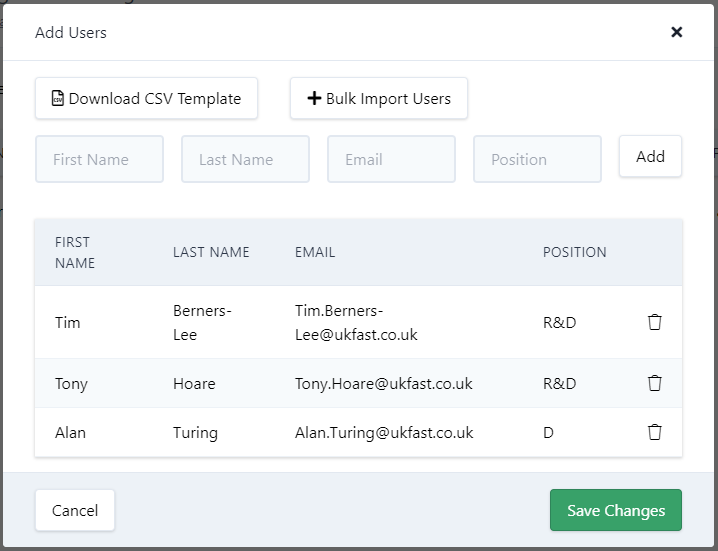 Add Users
Download CSV Template
Bulk Import Users
First Name
Last Name
Email
Position
Add
FIRST
NAME
LAST NAME
EMAIL
POSITION
Tim
Berners-
Lee
Tim.Berners-
Lee@ukfast.co.uk
R&D
Tony
Hoare
Tony.Hoare@ukfast.co.uk
R&D
Alan
Turing
Alan.Turing@ukfast.co.uk
D
Cancel
Save Changes